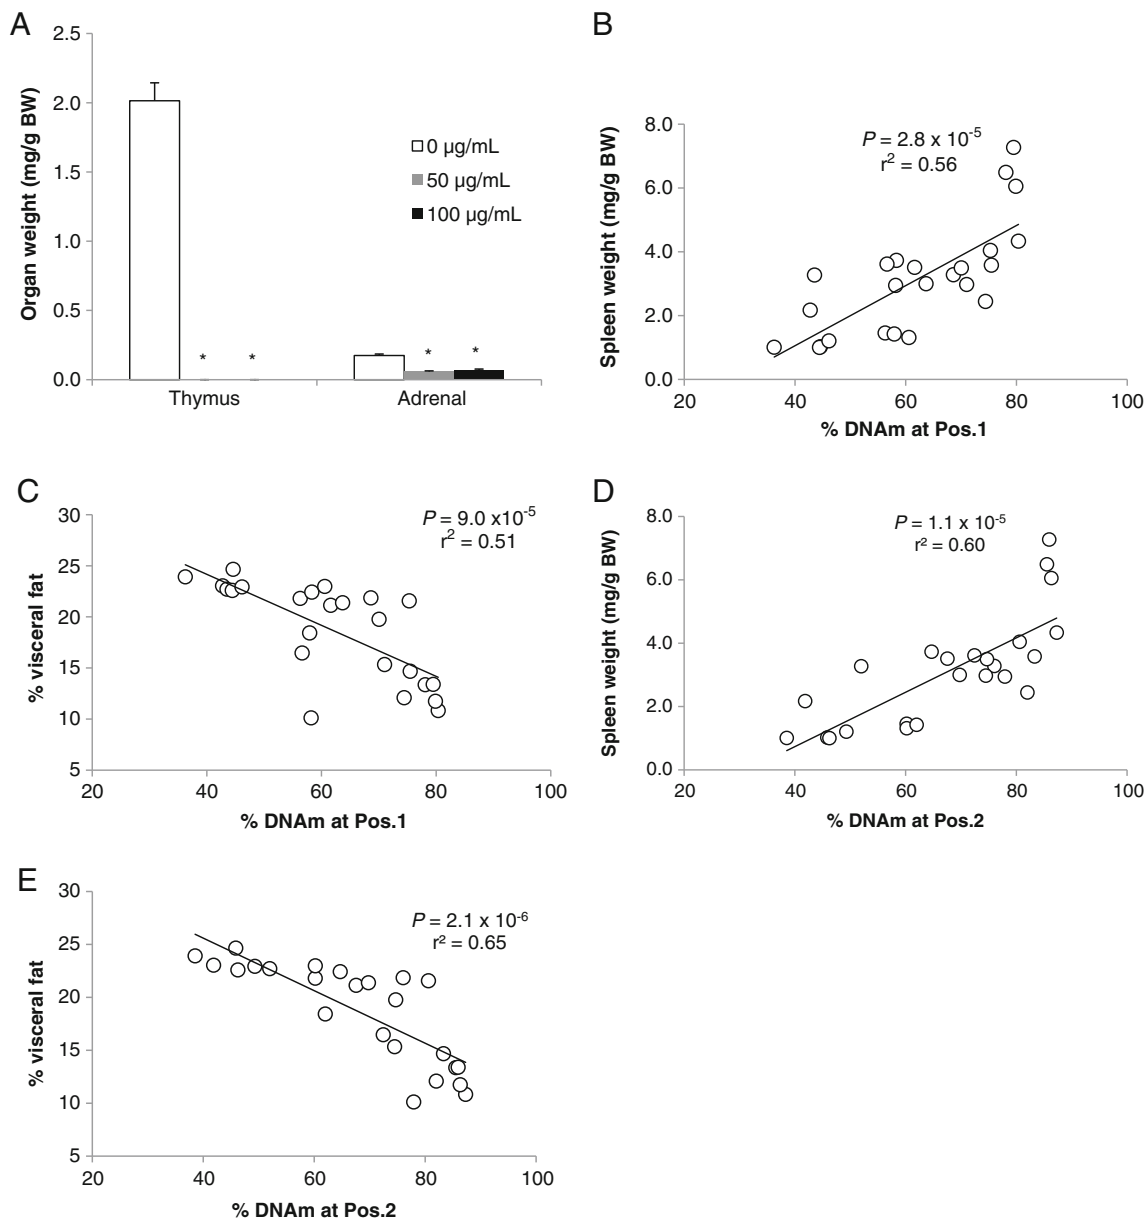 A
2.5
2.0
1.5
1.0
0.5
0.0
Organ weight (mg/g BW)
0 µg/mL
50 µg/mL
100 µg/mL
* *
* *
Thymus
Adrenal
B
8.0
6.0
4.0
2.0
0.0
Spleen weight (mg/g BW)
P = 2.8 x 10-5
r2 = 0.56
20 40 60 80 100
% DNAm at Pos.1
C
30
25
20
15
10
5
% visceral fat
P = 9.0 x10-5
r2 = 0.51
20 40 60 80 100
% DNAm at Pos.1
D
8.0
6.0
4.0
2.0
0.0
Spleen weight (mg/g BW)
P = 1.1 x 10-5
r² = 0.60
20 40 60 80 100
% DNAm at Pos.2
E
30
25
20
15
10
5
% visceral fat
P = 2.1 x 10-6
r² = 0.65
20 40 60 80 100
% DNAm at Pos.2